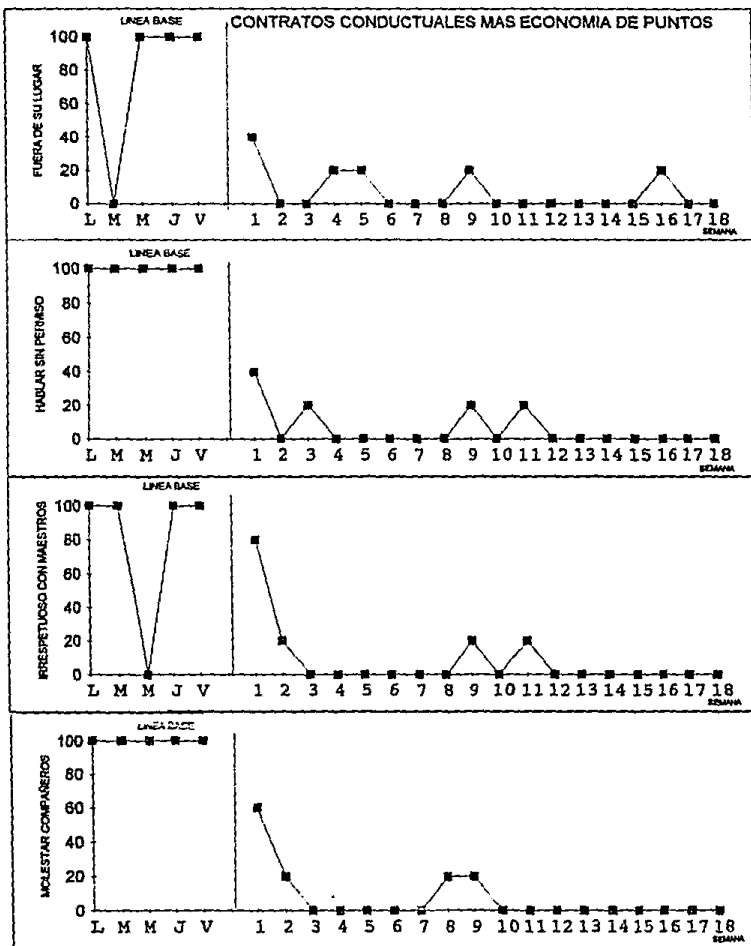 LINEA BASE CONTRATOS CONDUCTUALES MAS ECONOMIA DE PUNTOS
FUERA DE SU LUGAR
100
80
60
40
20
0
L M M J V 1 2 3 4 5 6 7 8 9 10 11 12 13 14 15 16 17 18
SEMANA
LINEA BASE
HABLAR SIN PERMISO
100
80
60
40
20
0
L M M J V 1 2 3 4 5 6 7 8 9 10 11 12 13 14 15 16 17 18
SEMANA
LINEA BASE
IRRESPETUOSO CON MAESTROS
100
80
60
40
20
0
L M M J V 1 2 3 4 5 6 7 8 9 10 11 12 13 14 15 16 17 18
SEMANA
LINEA BASE
MOLESTAR COMPAÑEROS
100
80
60
40
20
0
L M M J V 1 2 3 4 5 6 7 8 9 10 11 12 13 14 15 16 17 18